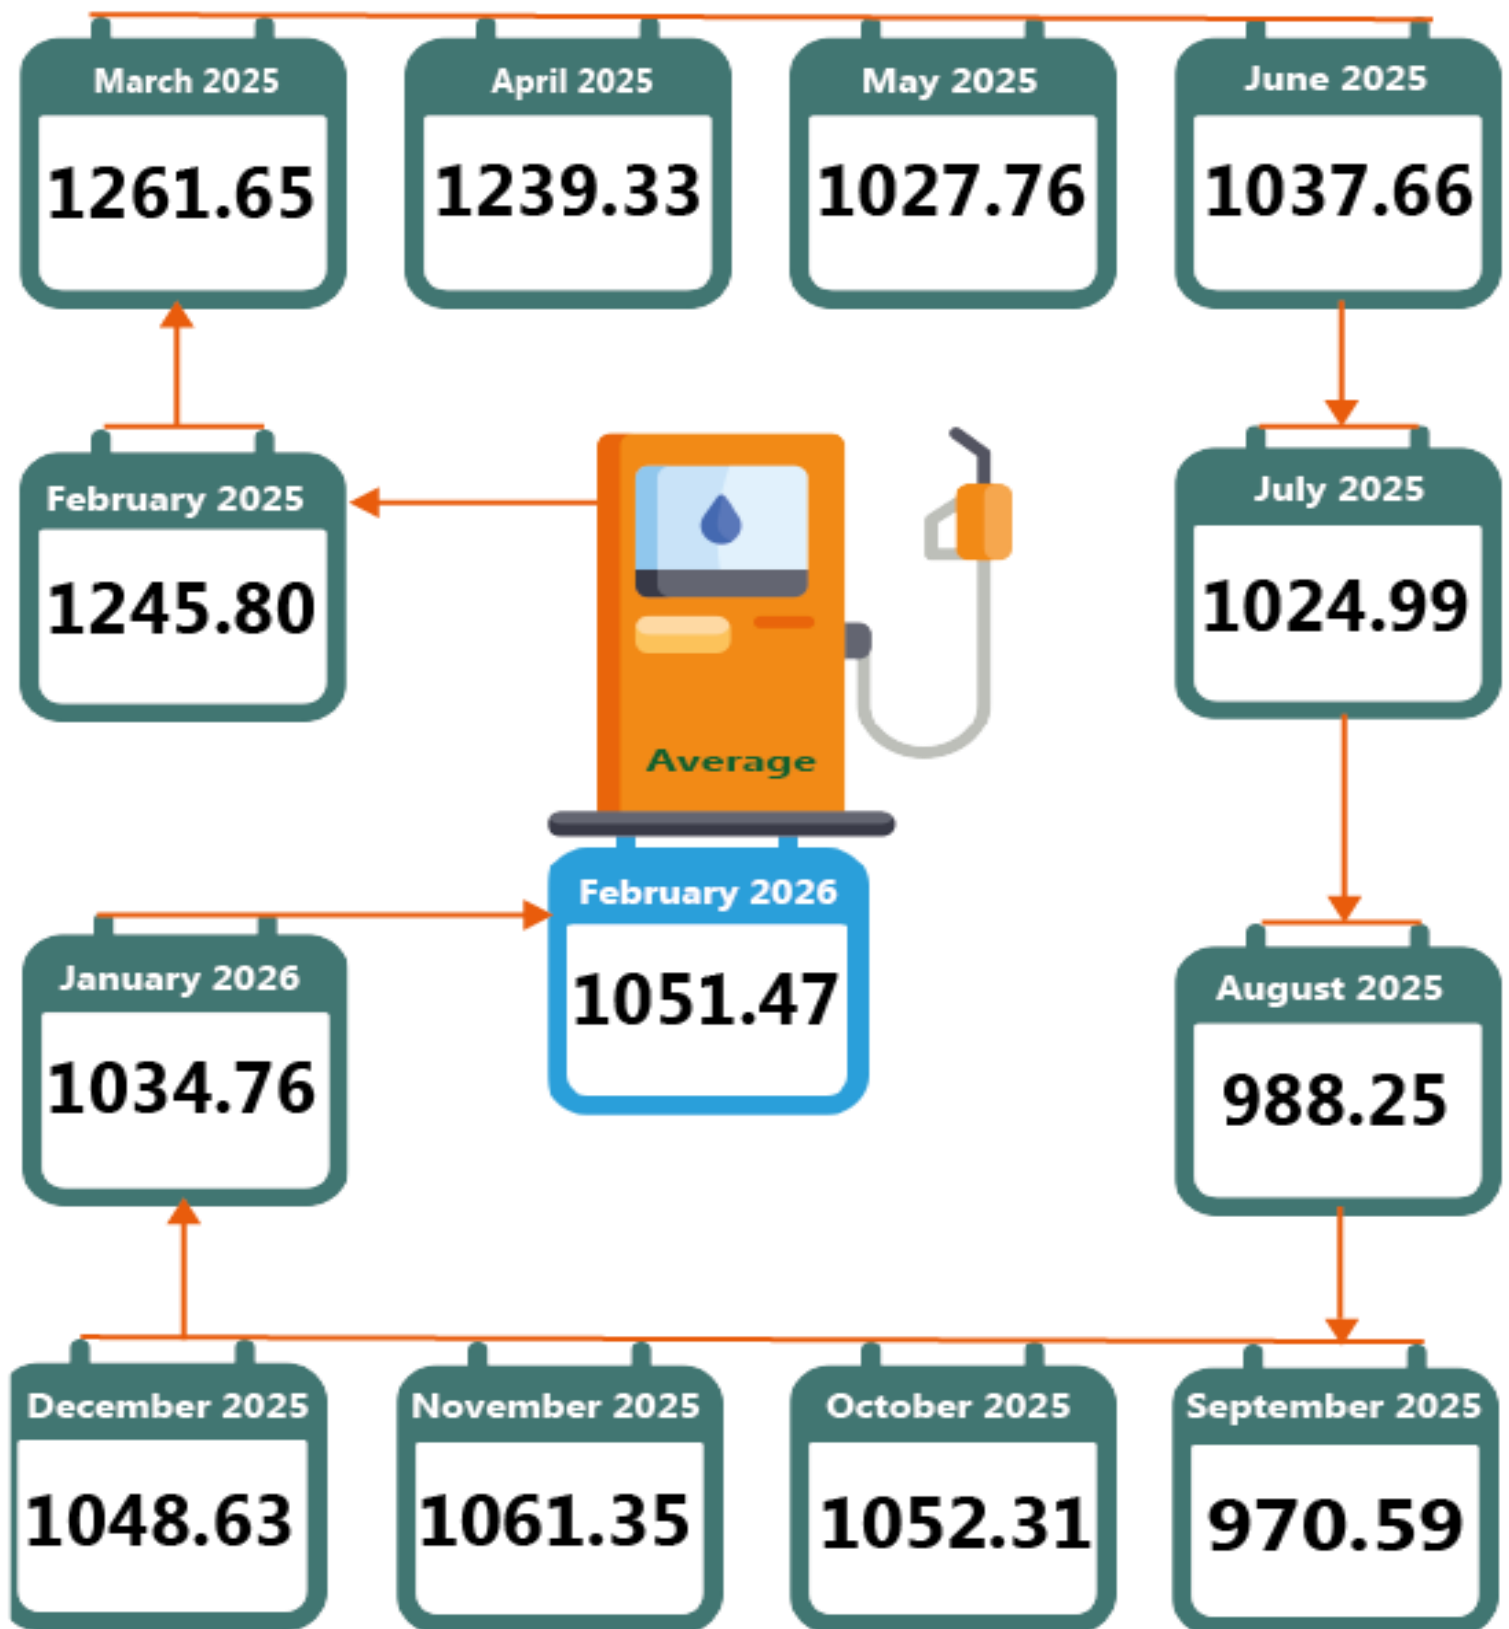 March 2025
1261.65
April 2025
1239.33
May 2025
1027.76
June 2025
1037.66
February 2025
1245.80
July 2025
1024.99
Average
February 2026
1051.47
January 2026
1034.76
August 2025
988.25
December 2025
1048.63
November 2025
1061.35
October 2025
1052.31
September 2025
970.59